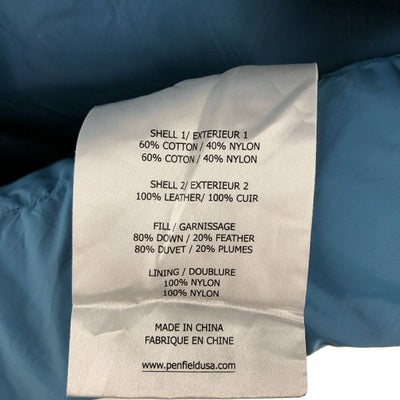 SHELL 1/ EXTERIEUR 1
60% COTTON / 40% NYLON
60% COTON / 40% NYLON
SHELL 2/ EXTERIEUR 2
100% LEATHER/ 100% CUIR
FILL / GARNISSAGE
80% DOWN / 20% FEATHER
80% DUVET / 20% PLUMES
LINING / DOUBLURE
100% NYLON
100% NYLON
MADE IN CHINA
FABRIQUE EN CHINE
www.penfieldusa.com